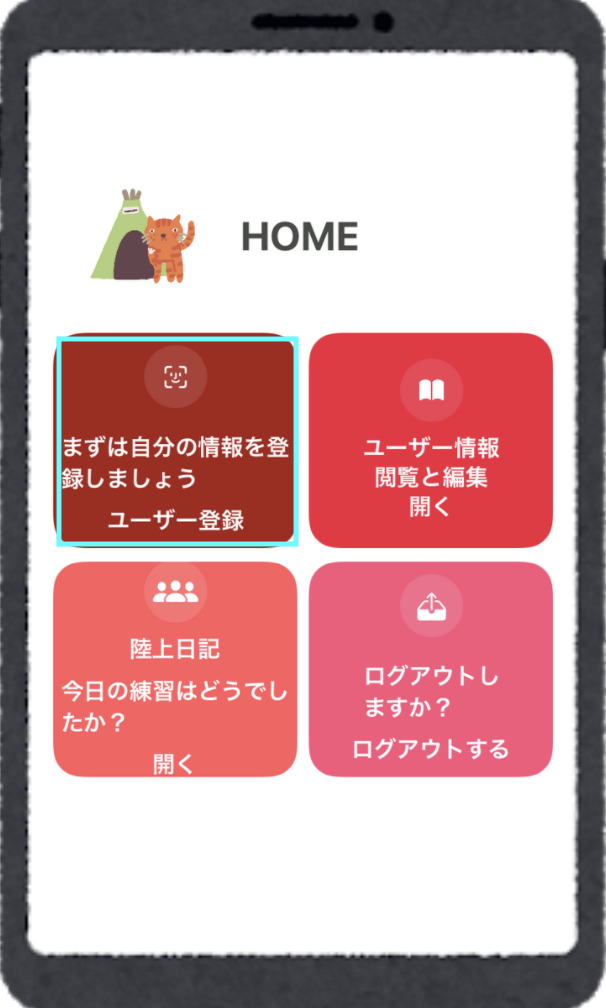 HOME
まずは自分の情報を登
録しましょう
ユーザー登録
ユーザー情報
閲覧と編集
開く
陸上日記
今日の練習はどうでし
たか？
開く
ログアウトし
ますか？
ログアウトする